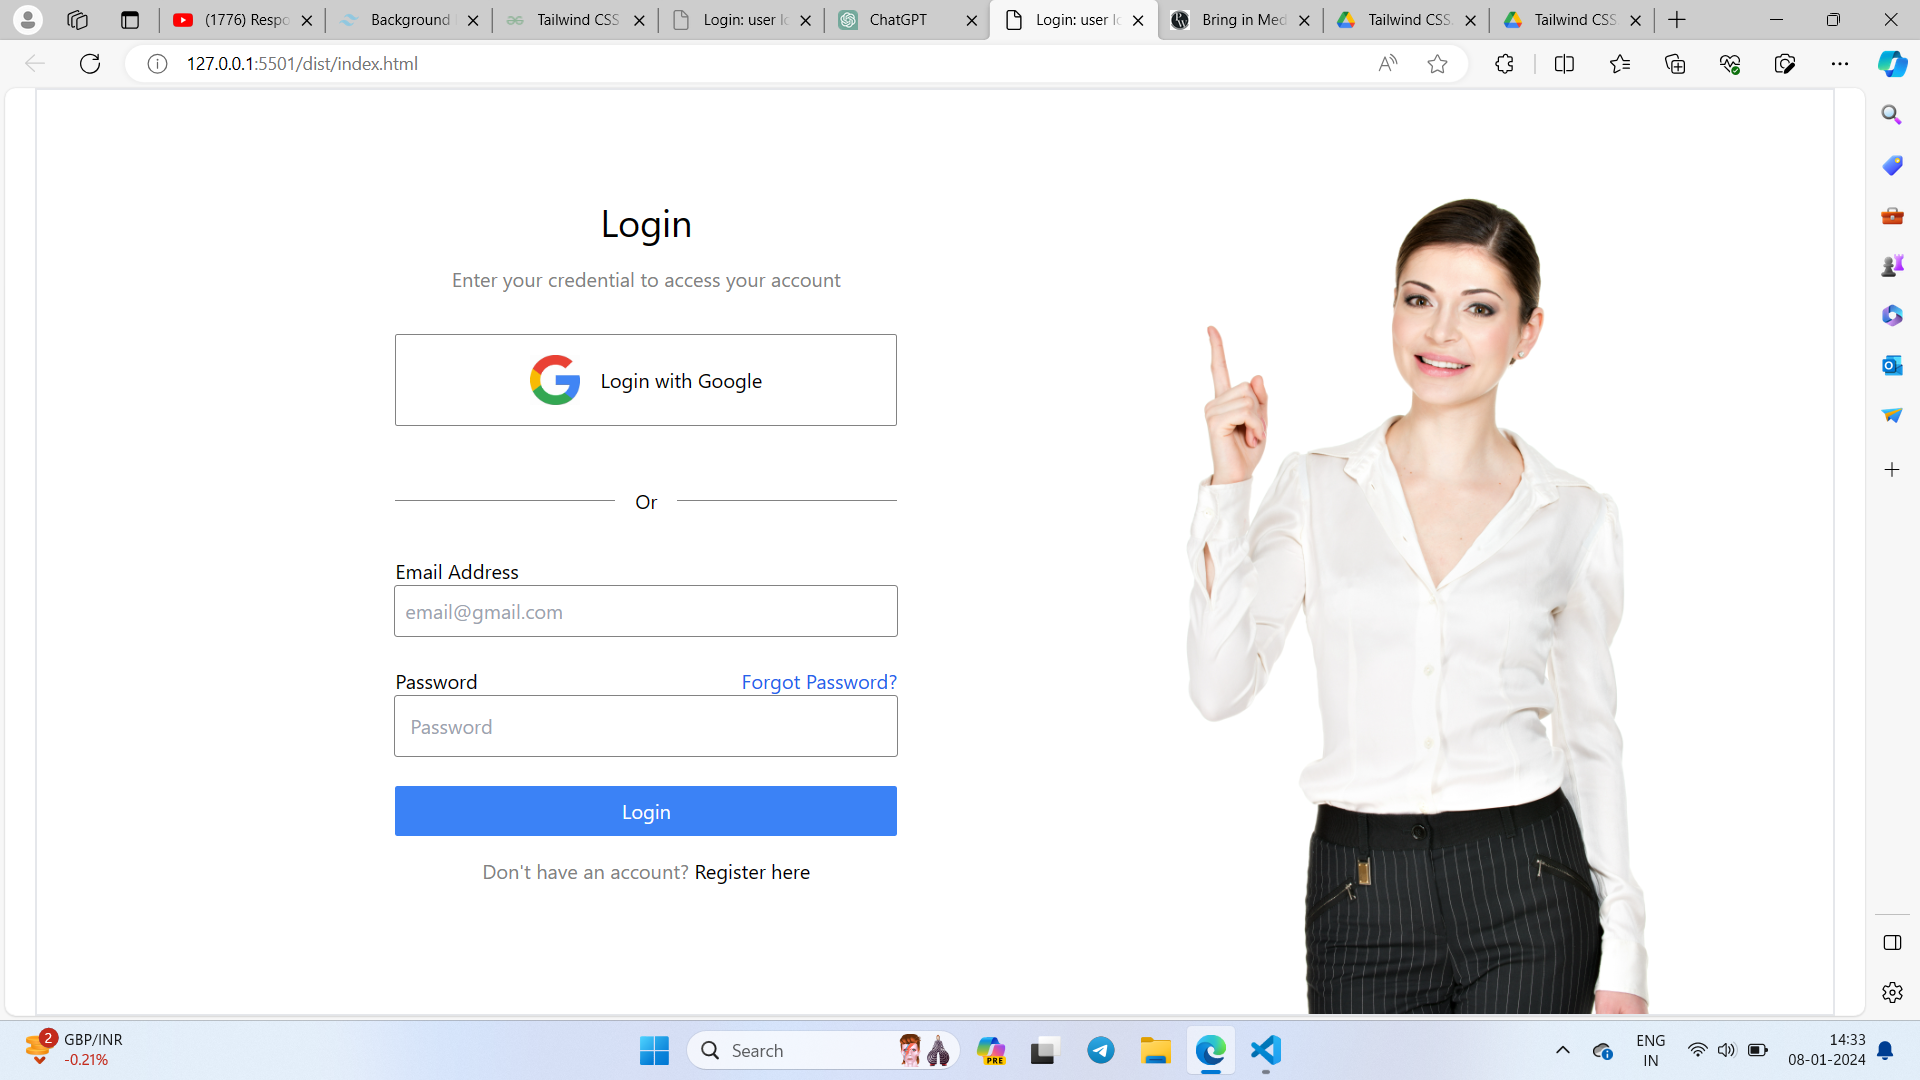 (1776) Respo
Background
Tailwind CSS
Login: user lo
ChatGPT
Login: user lo
Bring in Med
Tailwind CSS
Tailwind CSS
127.0.0.1:5501/dist/index.html
Login
Enter your credential to access your account
Login with Google
Or
Email Address
email@gmail.com
Password Forgot Password?
Password
Login
Don't have an account? Register here
2
GBP/INR
-0.21%
Search
PRE
ENG
IN
14:33
08-01-2024